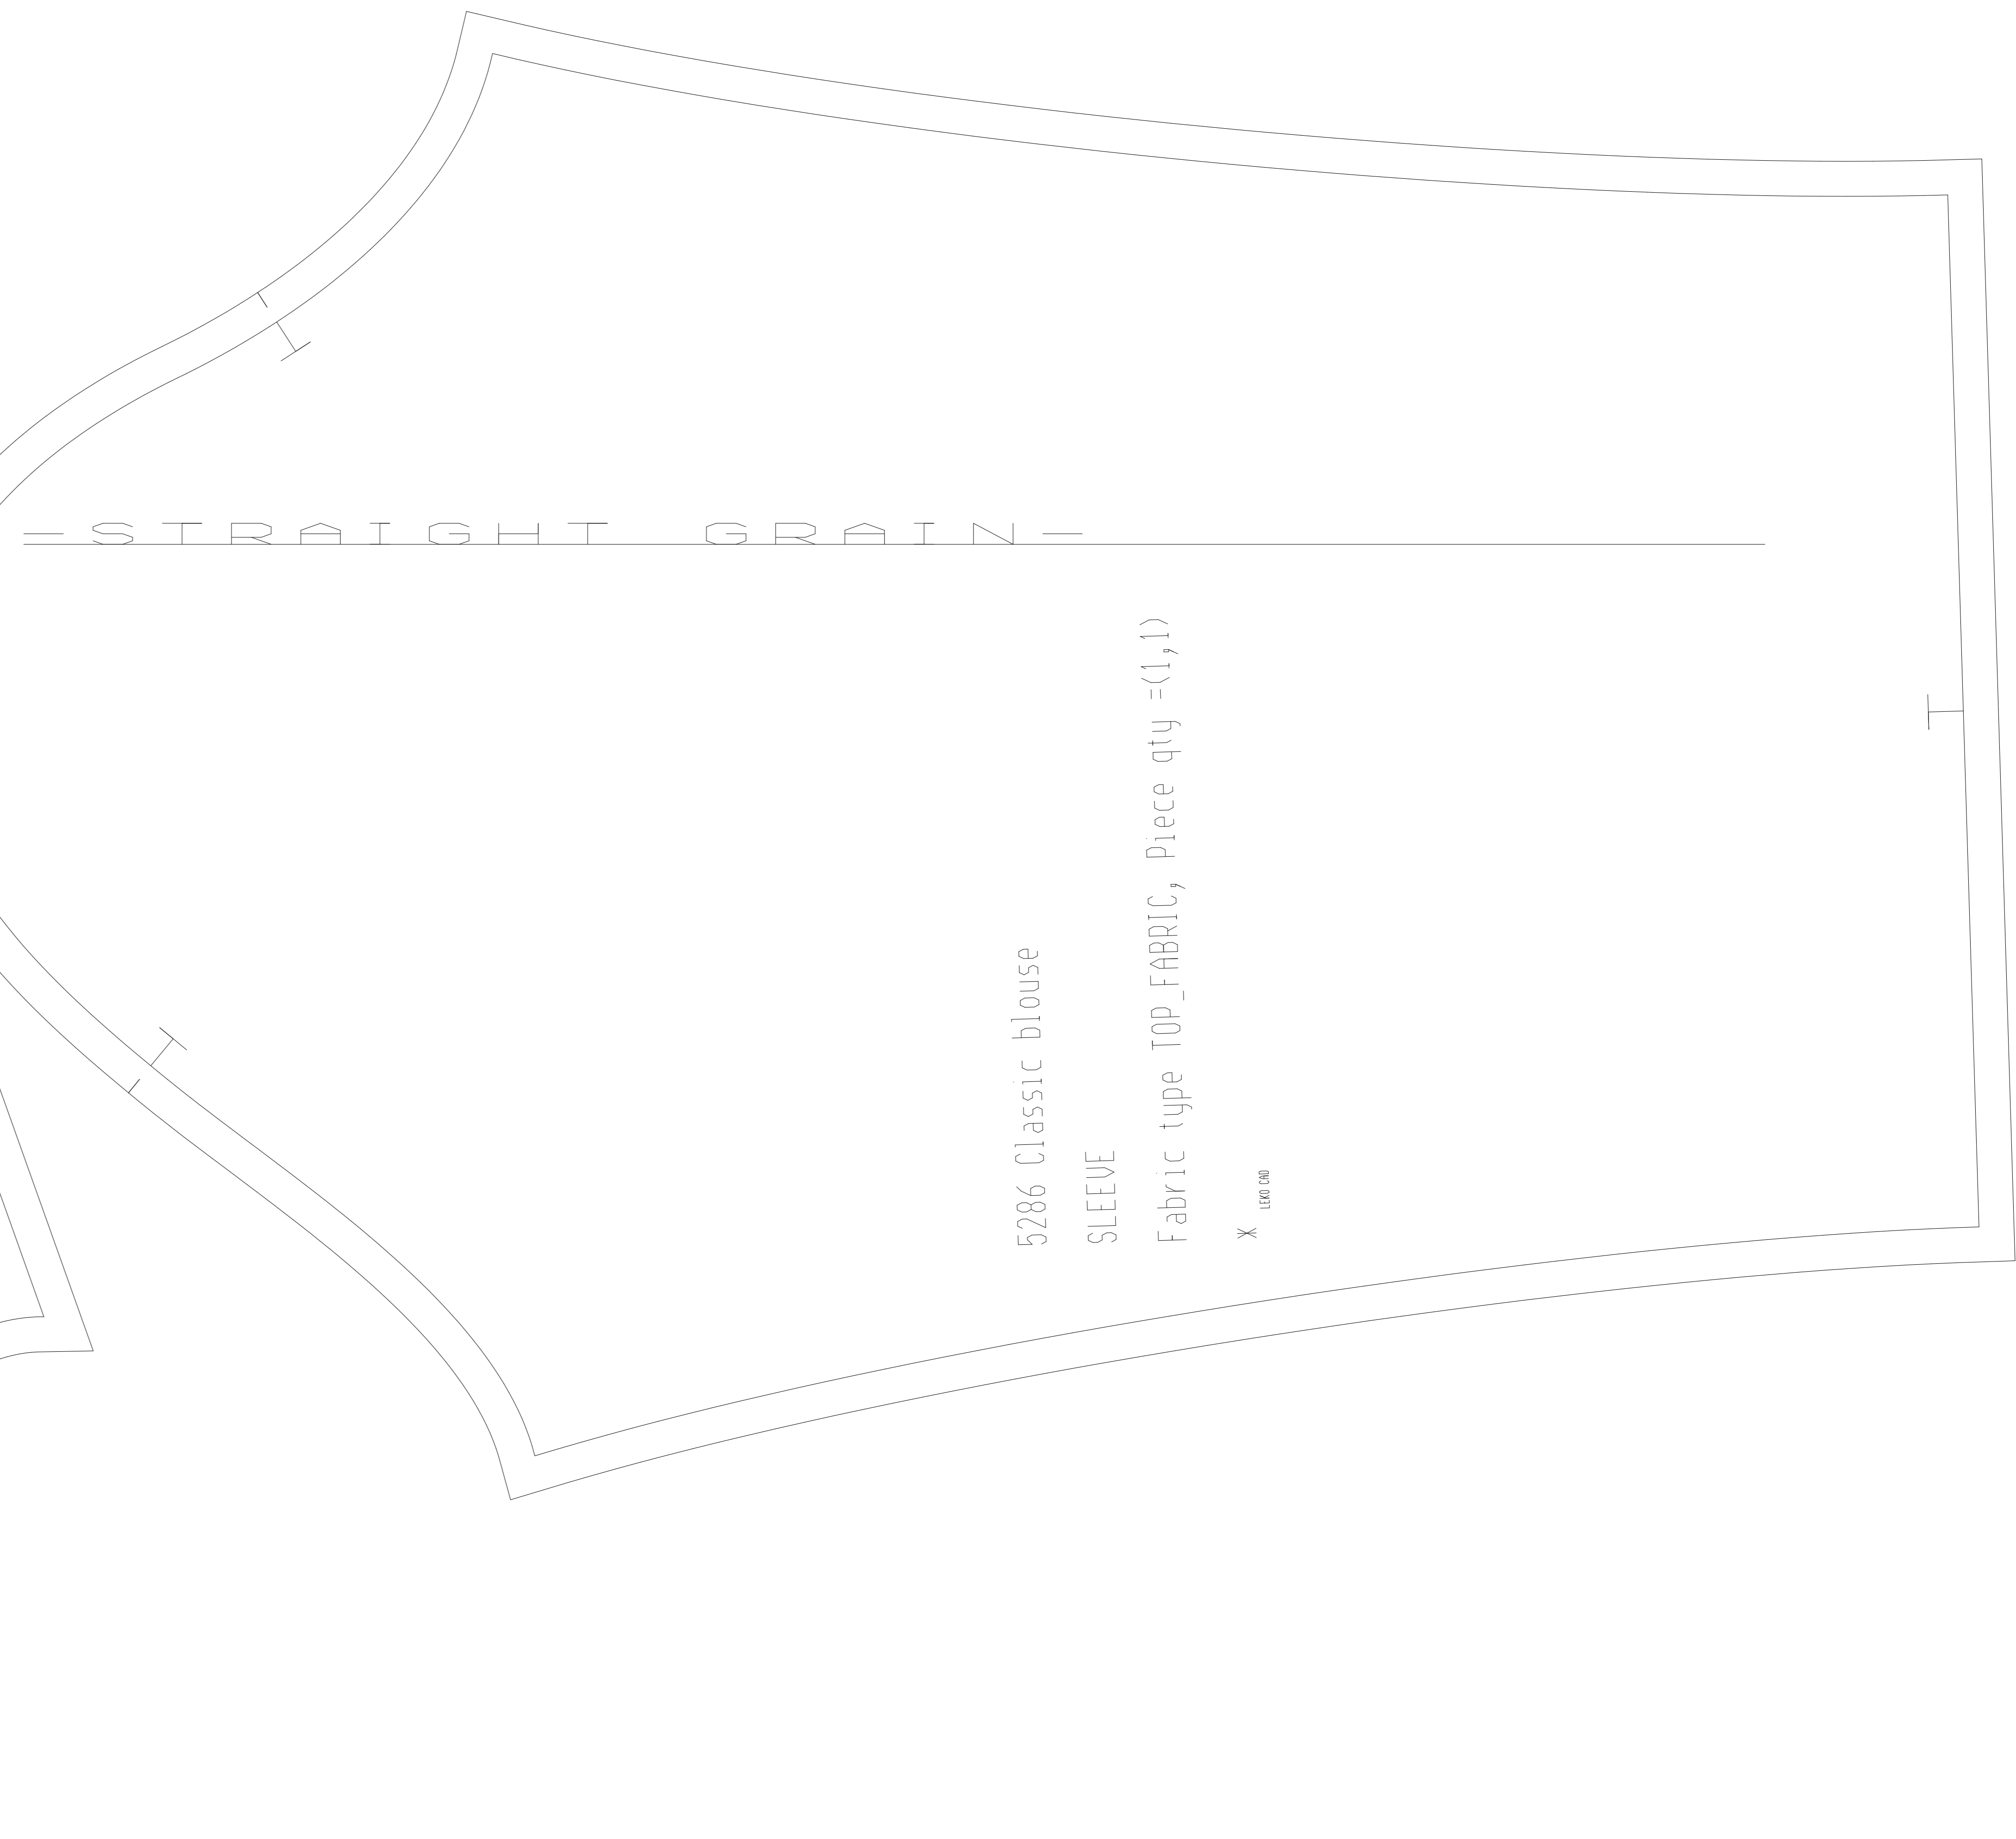 -STRAIGHT GRAIN-
5286 Classic blouse
SLEEVE
Fabric type TOP_FABRIC, Piece qty =(1,1)
* LEKO CAD